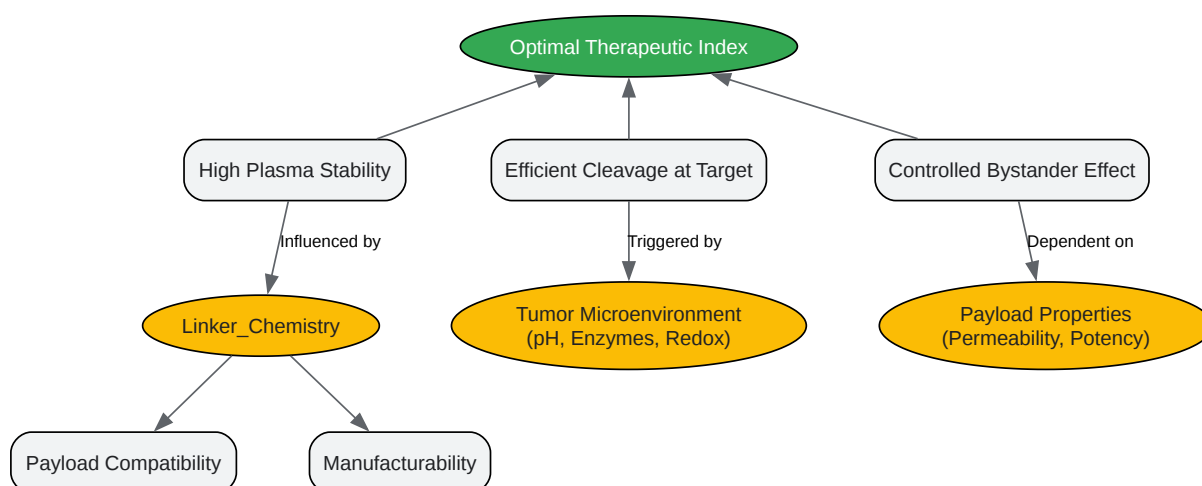 Optimal Therapeutic Index
High Plasma Stability
Efficient Cleavage at Target
Controlled Bystander Effect
Influenced by
Triggered by
Dependent on
Linker_Chemistry
Tumor Microenvironment
(pH, Enzymes, Redox)
Payload Properties
(Permeability, Potency)
Payload Compatibility
Manufacturability